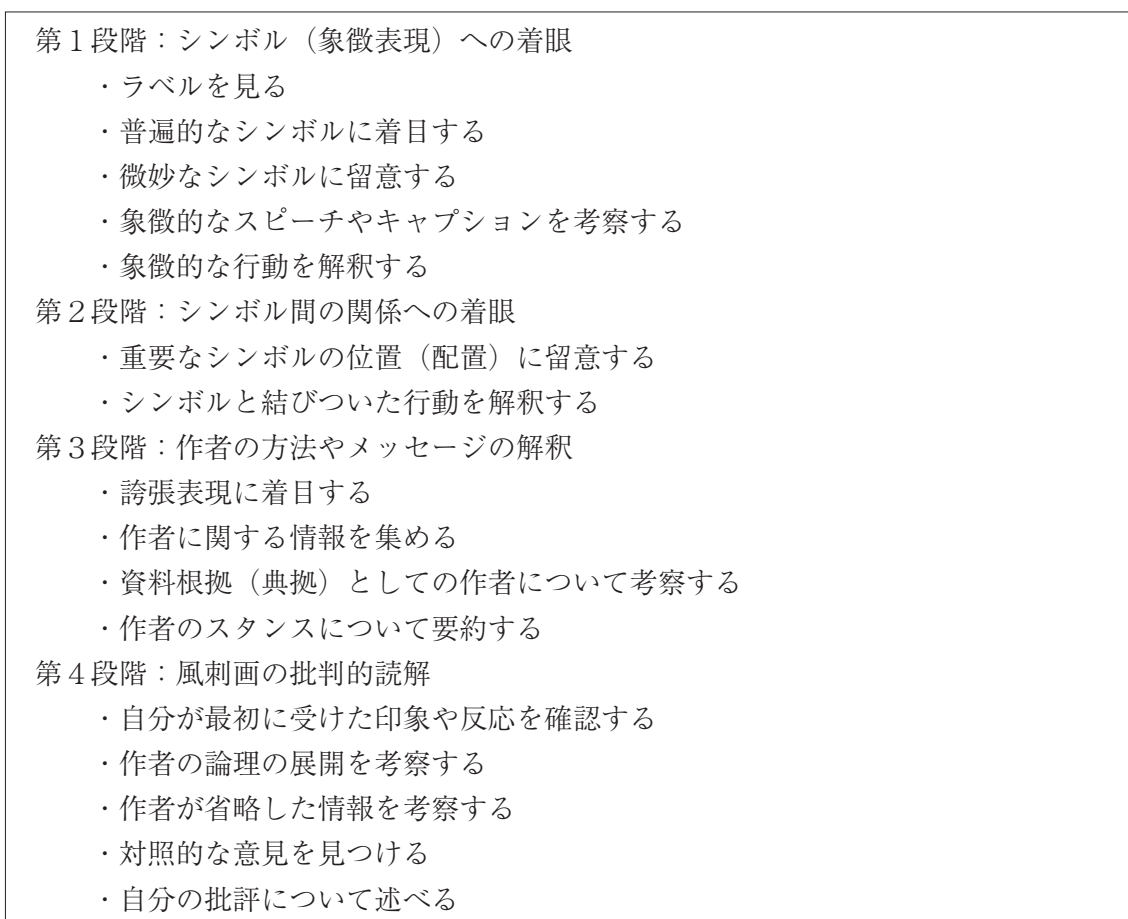 第１段階：シンボル（象徴表現）への着眼
・ラベルを見る
・普遍的なシンボルに着目する
・微妙なシンボルに留意する
・象徴的なスピーチやキャプションを考察する
・象徴的な行動を解釈する
第２段階：シンボル間の関係への着眼
・重要なシンボルの位置（配置）に留意する
・シンボルと結びついた行動を解釈する
第３段階：作者の方法やメッセージの解釈
・誇張表現に着目する
・作者に関する情報を集める
・資料根拠（典拠）としての作者について考察する
・作者のスタンスについて要約する
第４段階：風刺画の批判的読解
・自分が最初に受けた印象や反応を確認する
・作者の論理の展開を考察する
・作者が省略した情報を考察する
・対照的な意見を見つける
・自分の批評について述べる